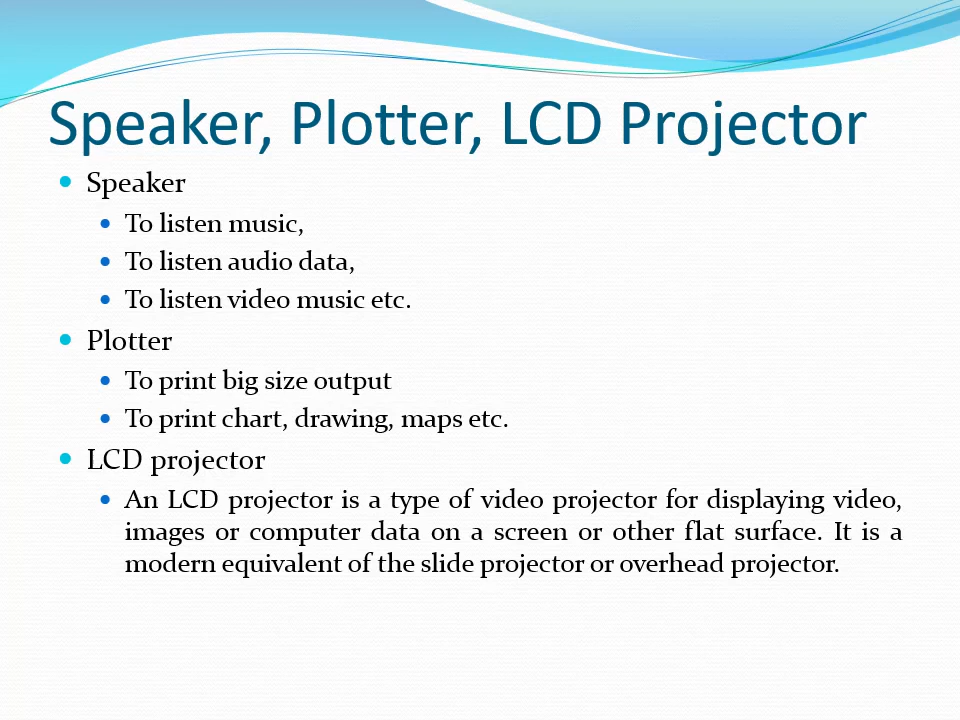 Speaker, Plotter, LCD Projector
Speaker
To listen music,
To listen audio data,
To listen video music etc.
Plotter
To print big size output
To print chart, drawing, maps etc.
LCD projector
An LCD projector is a type of video projector for displaying video,
images or computer data on a screen or other flat surface. It is a
modern equivalent of the slide projector or overhead projector.